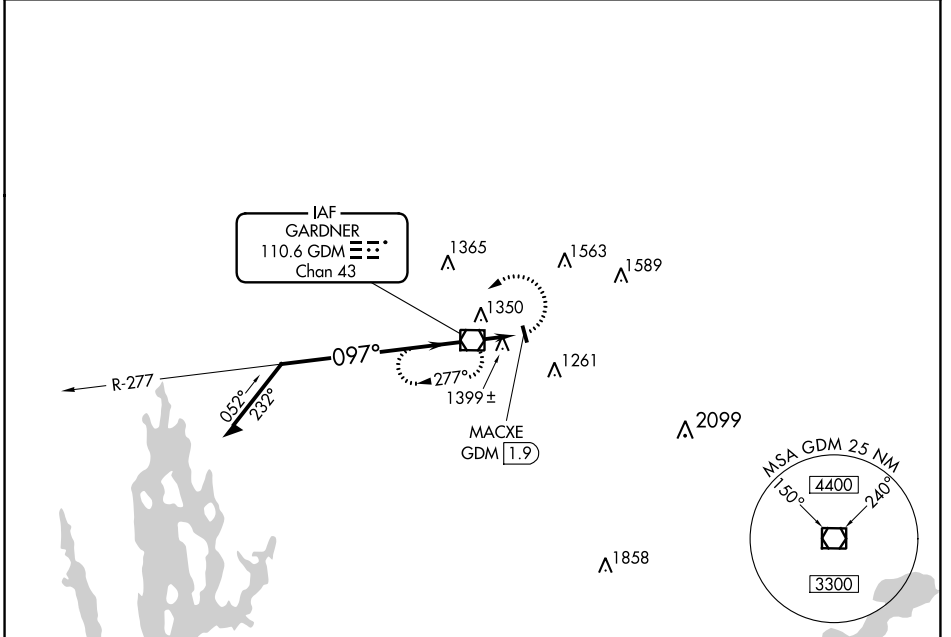 IAF
GARDNER
110.6 GDM
Chan 43
1365
1563
1589
1350
097°
R-277
277°
1261
052°
232°
1399 ±
MACXE
GDM 1.9
2099
MSA GDM 25 NM
4400
150°
240°
1858
3300